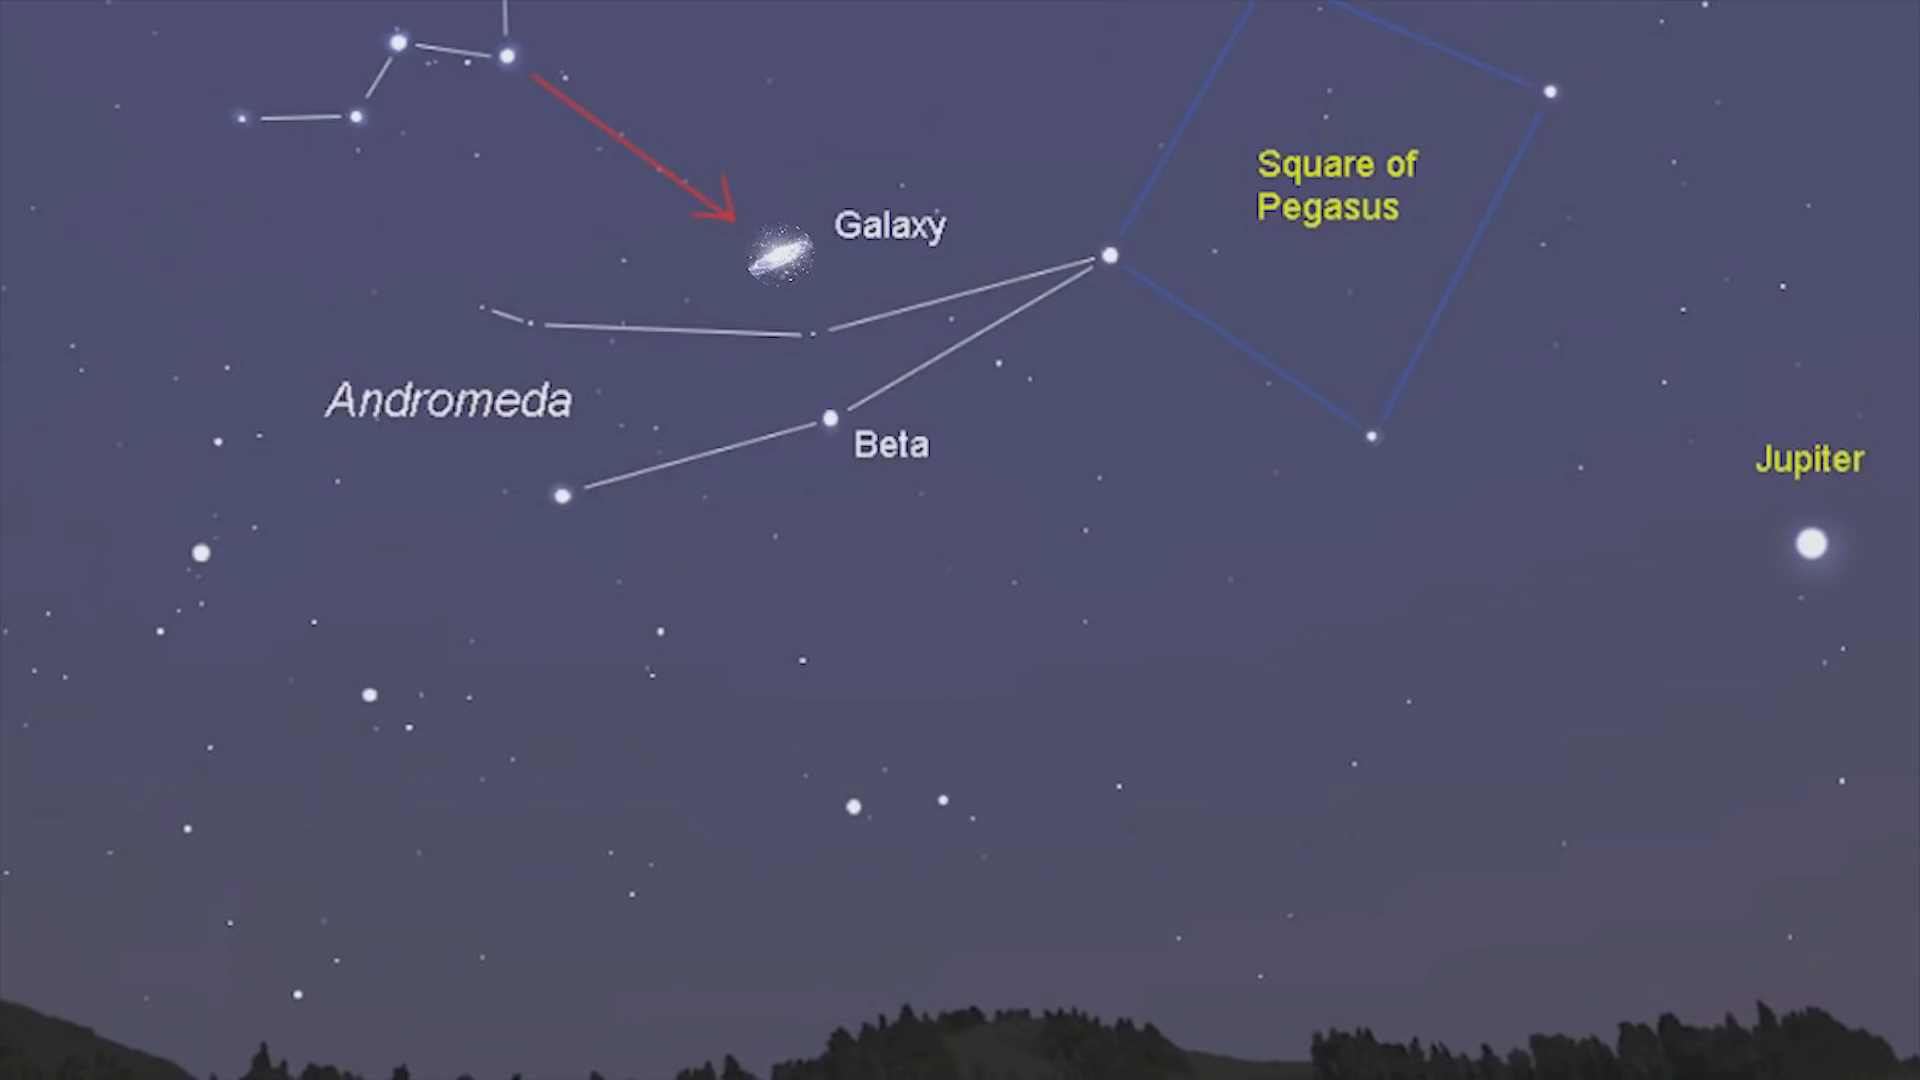 Square of
Pegasus
Galaxy
Andromeda
Beta
Jupiter